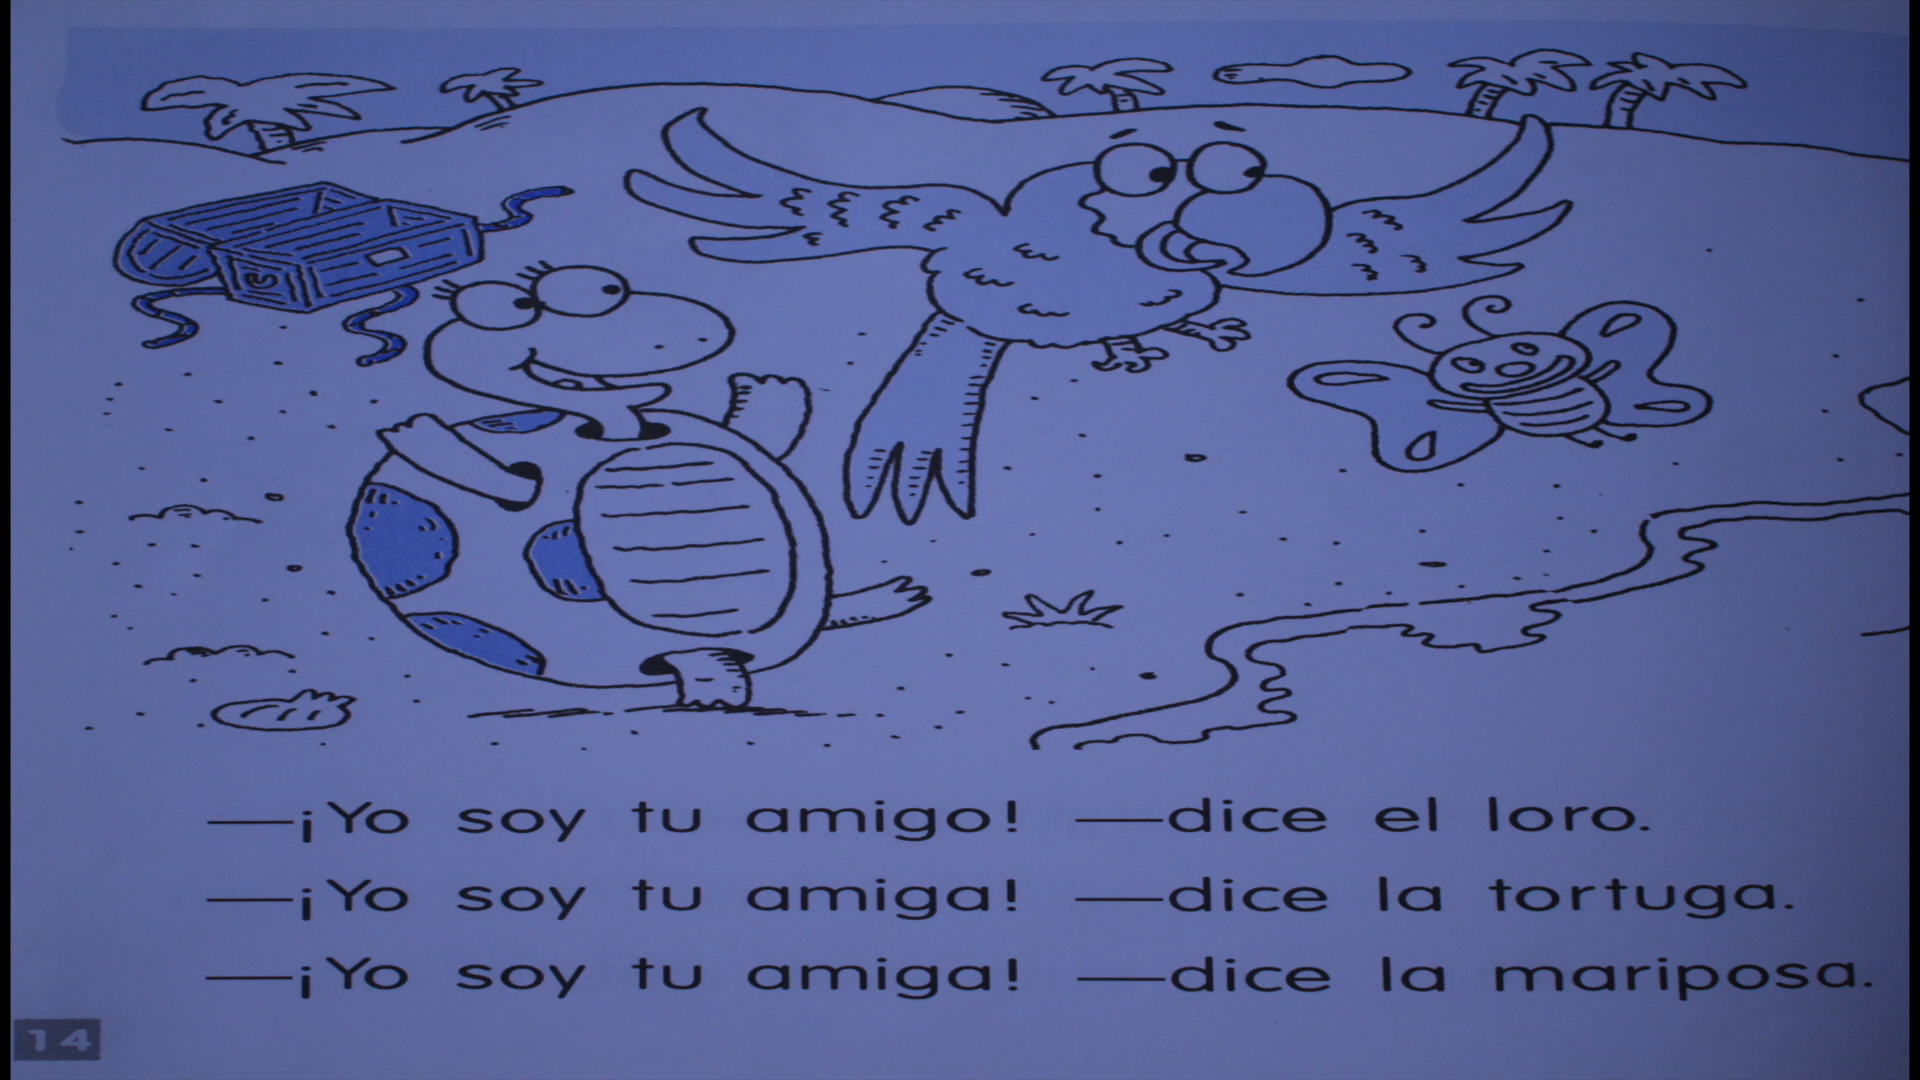 —¡Yo soy tu amigo! —dice el loro.
—¡Yo soy tu amiga! —dice la tortuga.
—¡Yo soy tu amiga! —dice la mariposa.
14